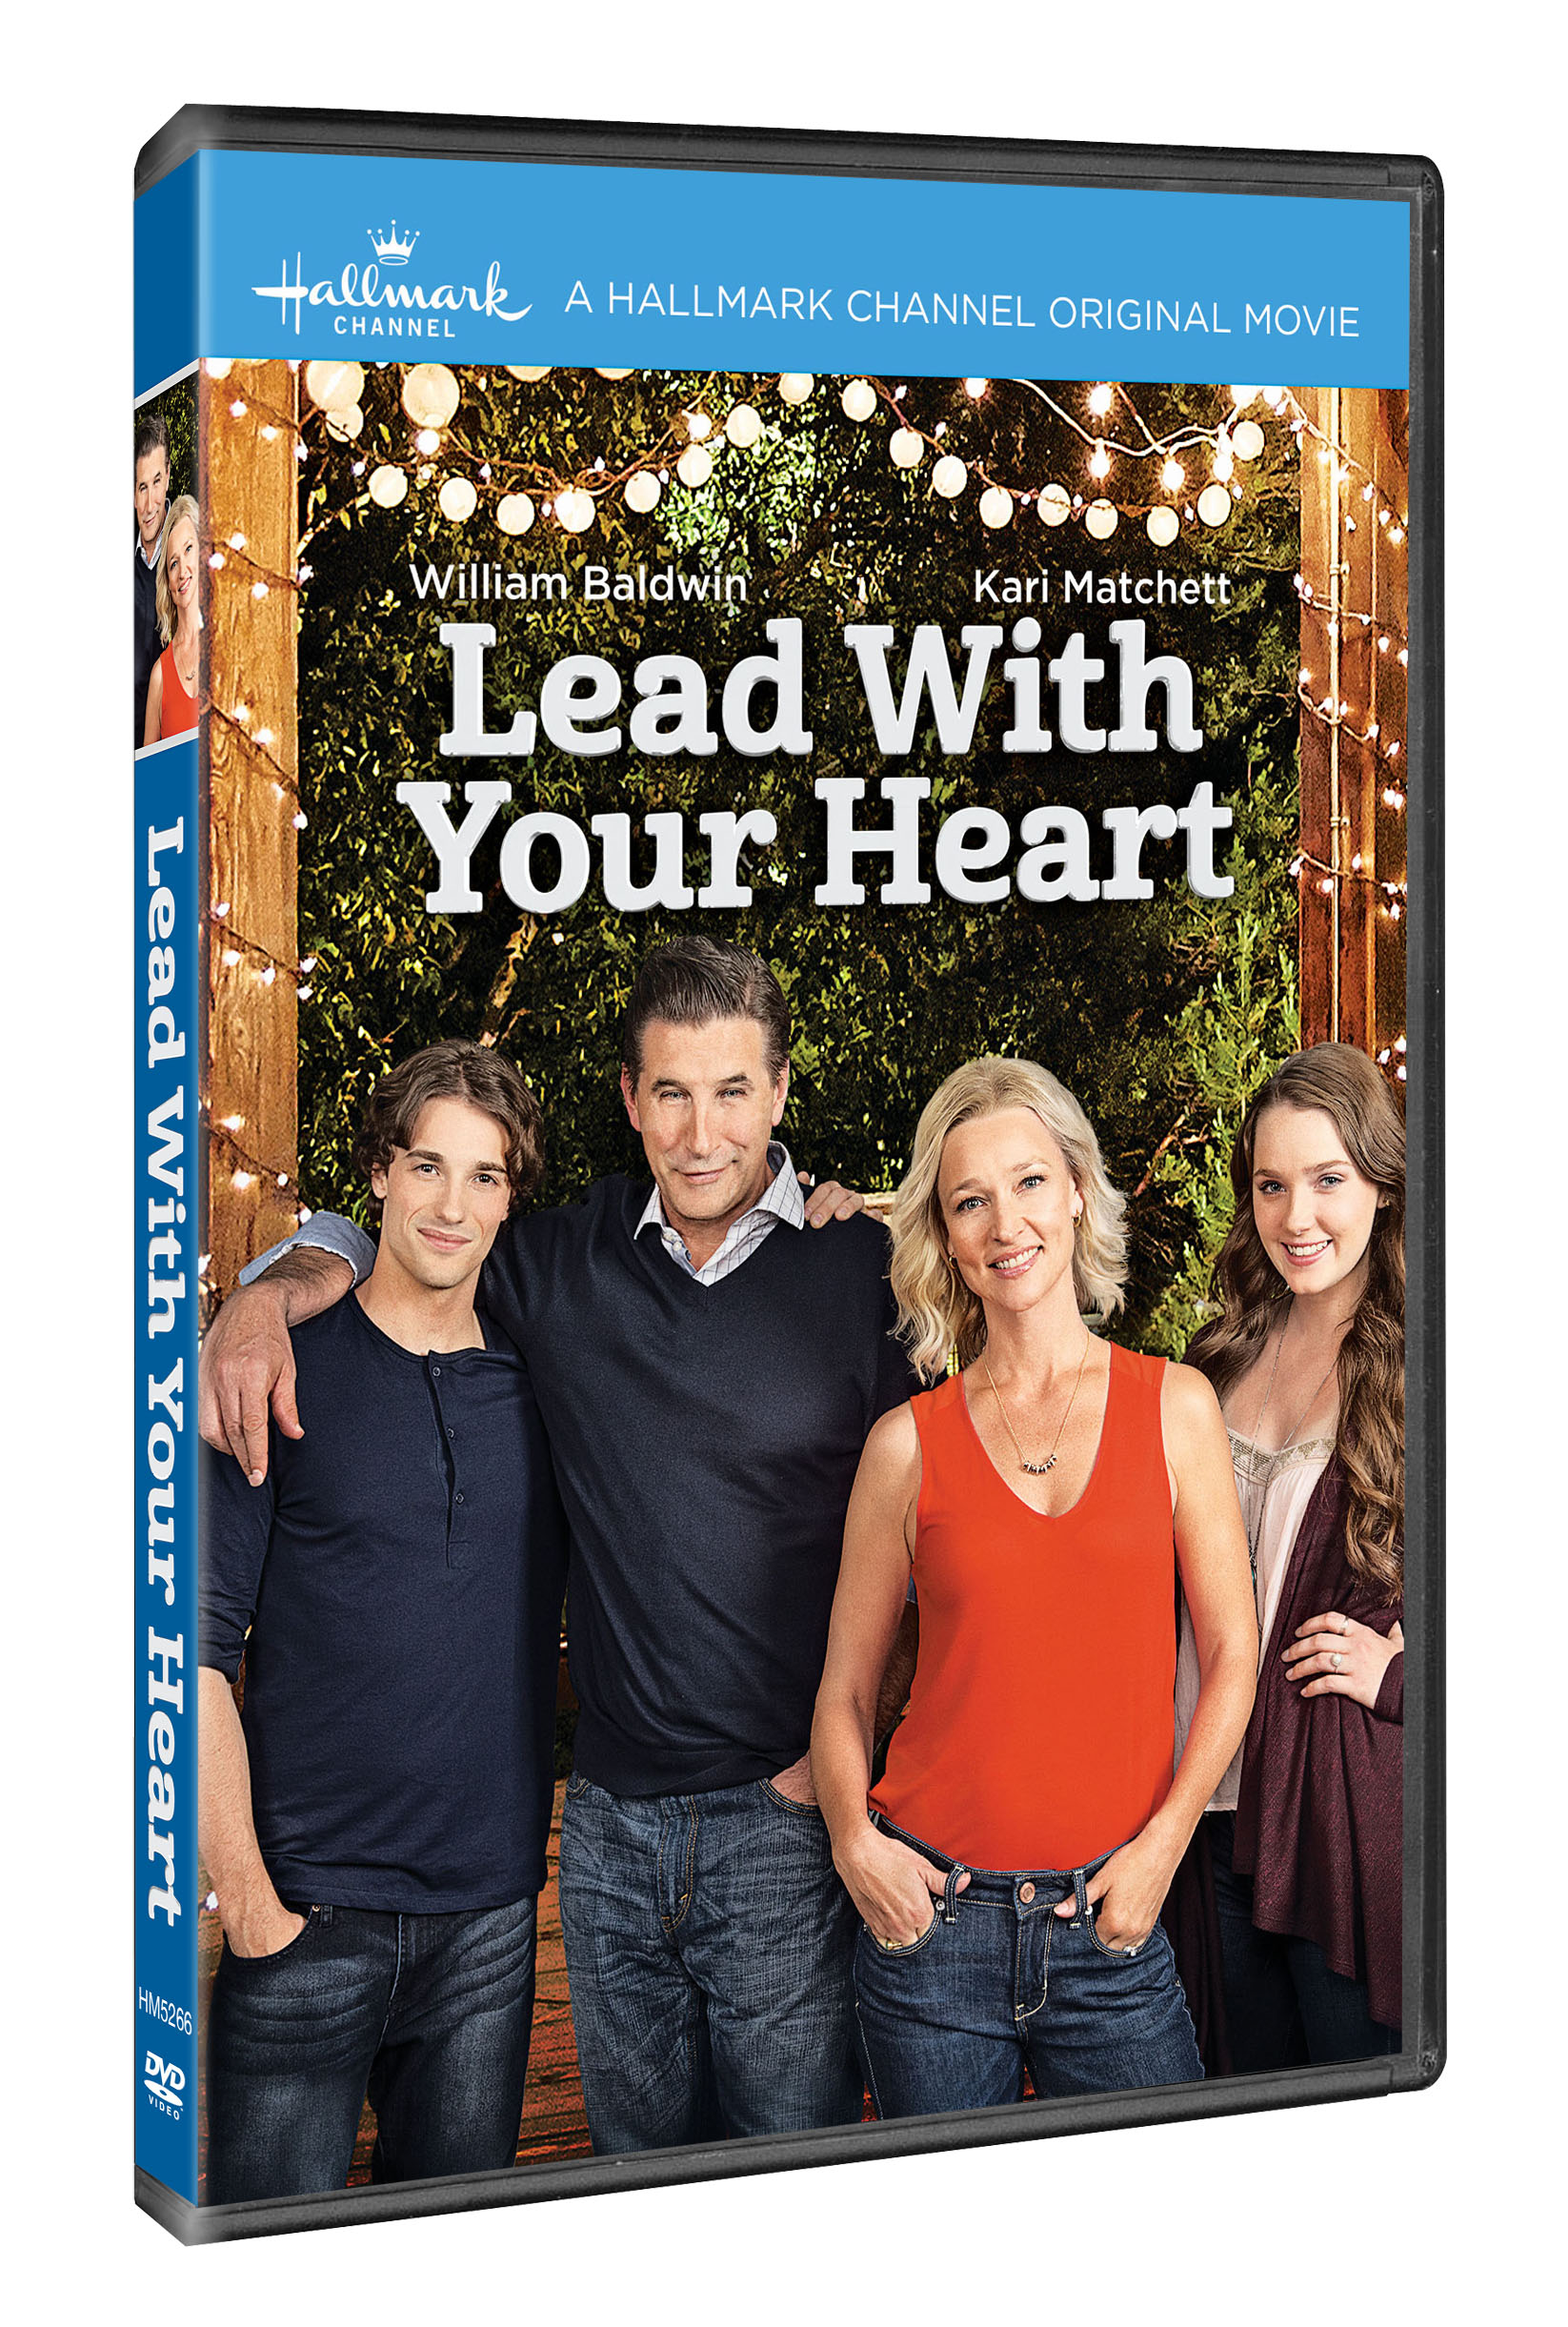 Hallmark
CHANNEL
A HALLMARK CHANNEL ORIGINAL MOVIE
William Baldwin
Kari Matchett
Lead With
Your Heart
Lead With Your Heart
HM5266
DVD
VIDEO